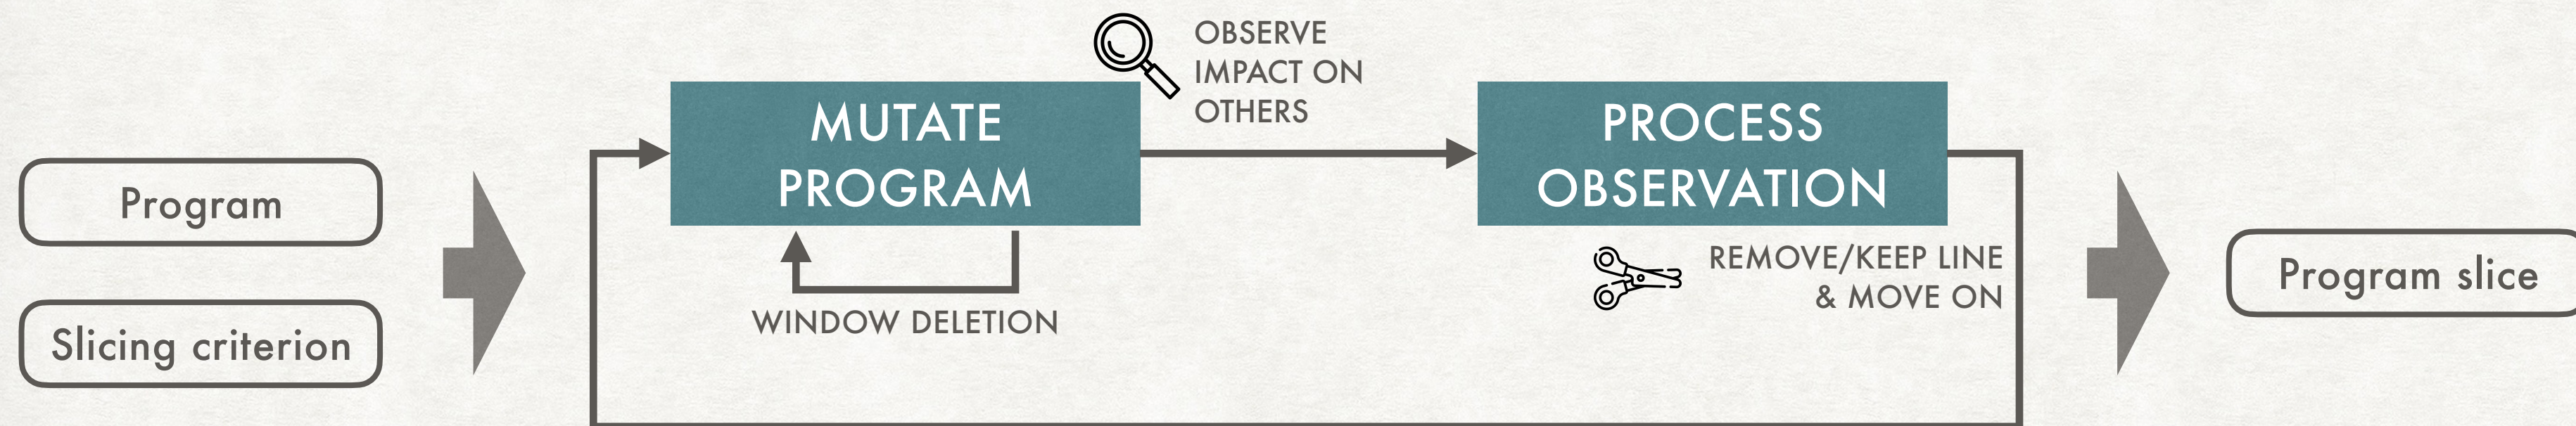 Program
Slicing criterion
MUTATE
PROGRAM
WINDOW DELETION
OBSERVE
IMPACT ON
OTHERS
PROCESS
OBSERVATION
REMOVE/KEEP LINE
& MOVE ON
Program slice